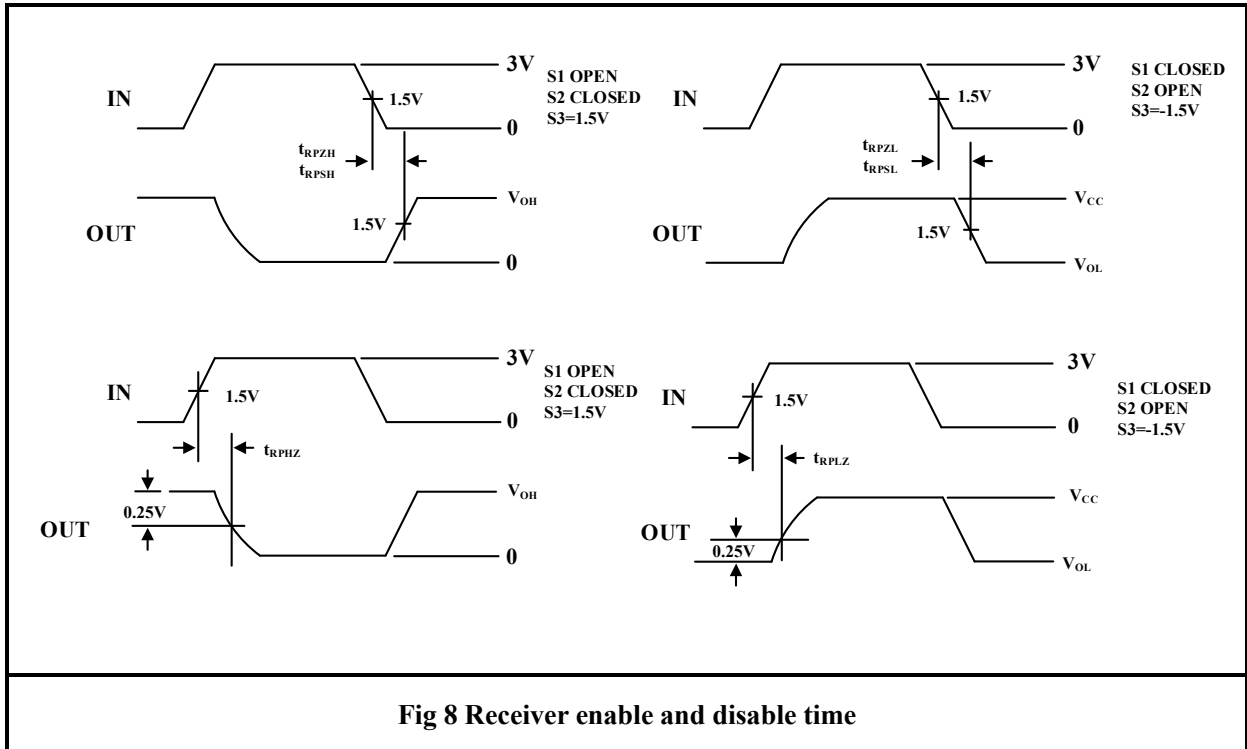 IN
3V
1.5V
0
S1 OPEN
S2 CLOSED
S3=1.5V
tRPZH
tRPSH
OUT
VOH
1.5V
0
IN
3V
1.5V
0
S1 CLOSED
S2 OPEN
S3=-1.5V
tRPZL
tRPSL
OUT
VCC
1.5V
VOL
IN
3V
1.5V
0
S1 OPEN
S2 CLOSED
S3=1.5V
tRPHZ
OUT
0.25V
VOH
0
IN
3V
1.5V
0
S1 CLOSED
S2 OPEN
S3=-1.5V
tRPLZ
OUT
0.25V
VCC
VOL
Fig 8 Receiver enable and disable time